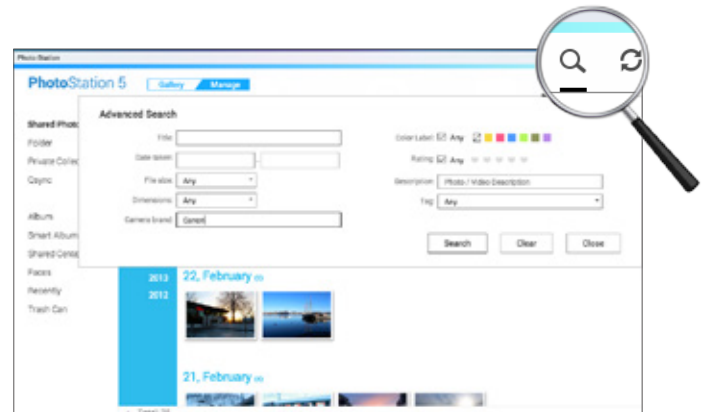 Photo Station
PhotoStation 5
Gallery
Manage
Advanced Search
Title
Date taken
-
File size
Any
Dimensions
Any
Camera brand
Canon
Color Label
Any
Rating
Any
Description
Photo / Video Description
Tag
Any
Search
Clear
Close
Shared Photo
Folder
Private Collec
Qsync
Album
Smart Album
Shared
Faces
Recently
Trash Can
2013
2012
22, February
21, February